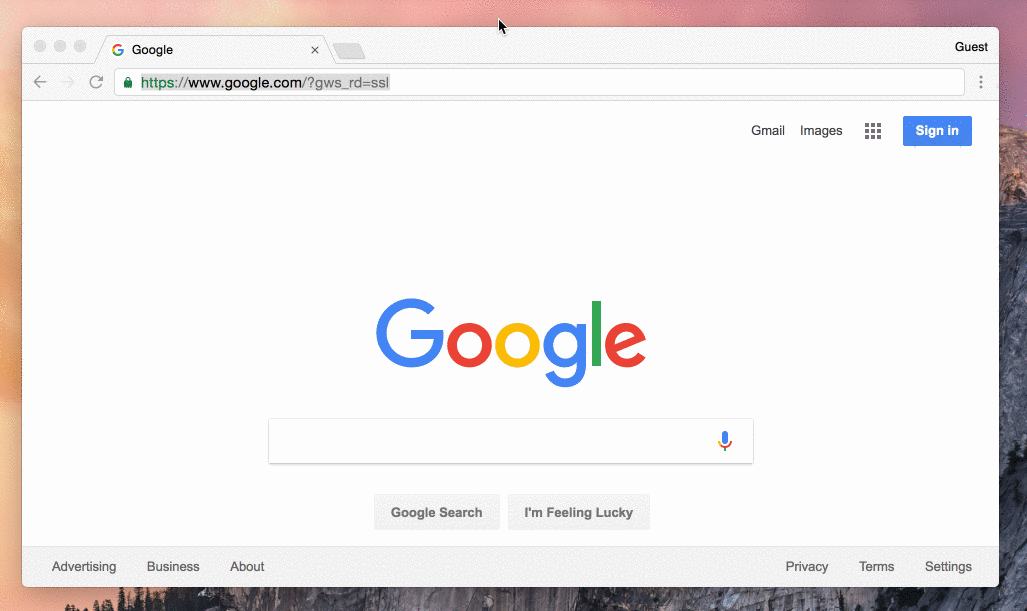 Google
Guest
https://www.google.com/?gws_rd=ssl
Gmail Images
Sign in
Google
Google Search I'm Feeling Lucky
Advertising Business About Privacy Terms Settings